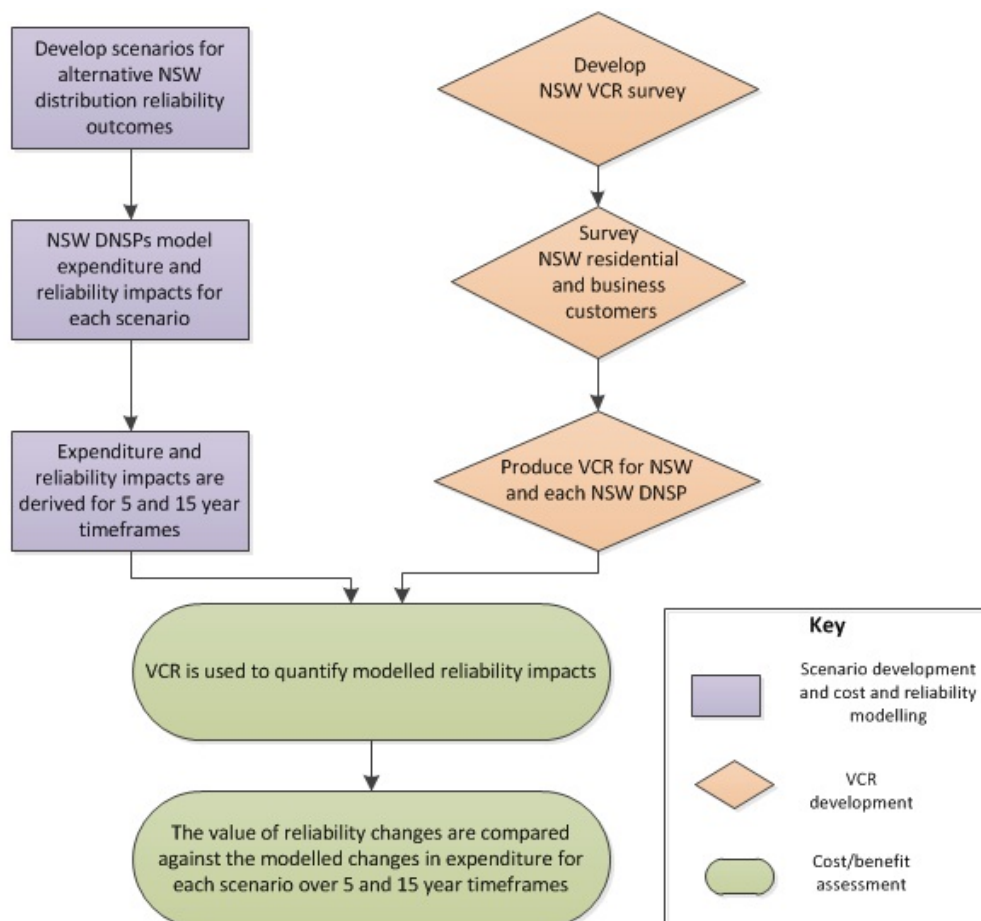 Develop scenarios for
alternative NSW
distribution reliability
outcomes
Develop
NSW VCR survey
NSW DNSPs model
expenditure and
reliability impacts for
each scenario
Survey
NSW residential
and business
customers
Expenditure and
reliability impacts are
derived for 5 and 15 year
timeframes
Produce VCR for NSW
and each NSW DNSP
VCR is used to quantify modelled reliability impacts
The value of reliability changes are compared
against the modelled changes in expenditure for
each scenario over 5 and 15 year timeframes
Key
Scenario development
and cost and reliability
modelling
VCR
development
Cost/benefit
assessment